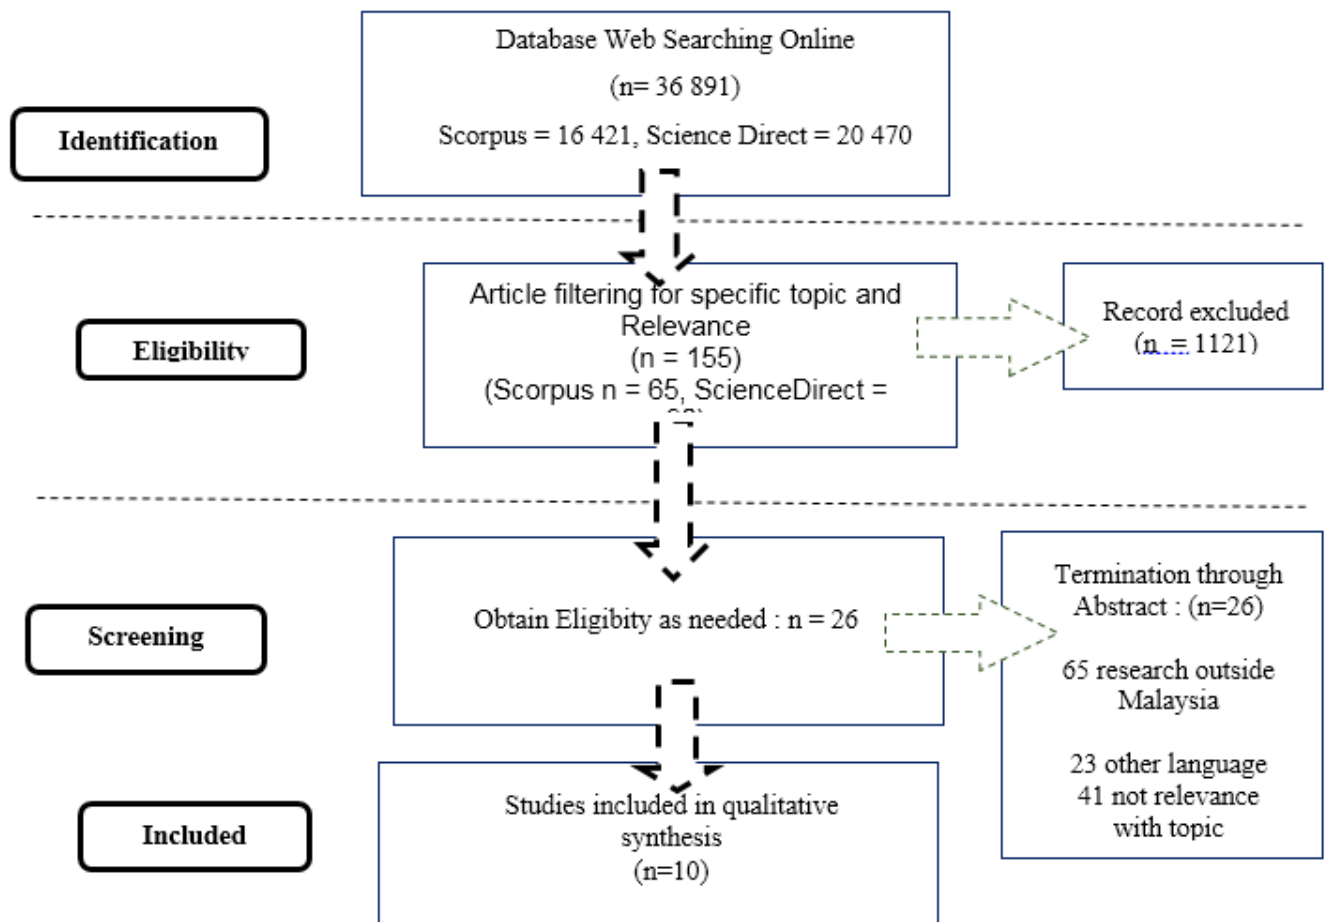 Database Web Searching Online
(n= 36 891)
Scorpus = 16 421, Science Direct = 20 470
Identification
Article filtering for specific topic and
Relevance
(n = 155)
(Scorpus n = 65, ScienceDirect =
Record excluded
(n = 1121)
Eligibility
Obtain Eligibity as needed : n = 26
Termination through
Abstract : (n=26)
65 research outside
Malaysia
23 other language
41 not relevance
with topic
Screening
Studies included in qualitative
synthesis
(n=10)
Included